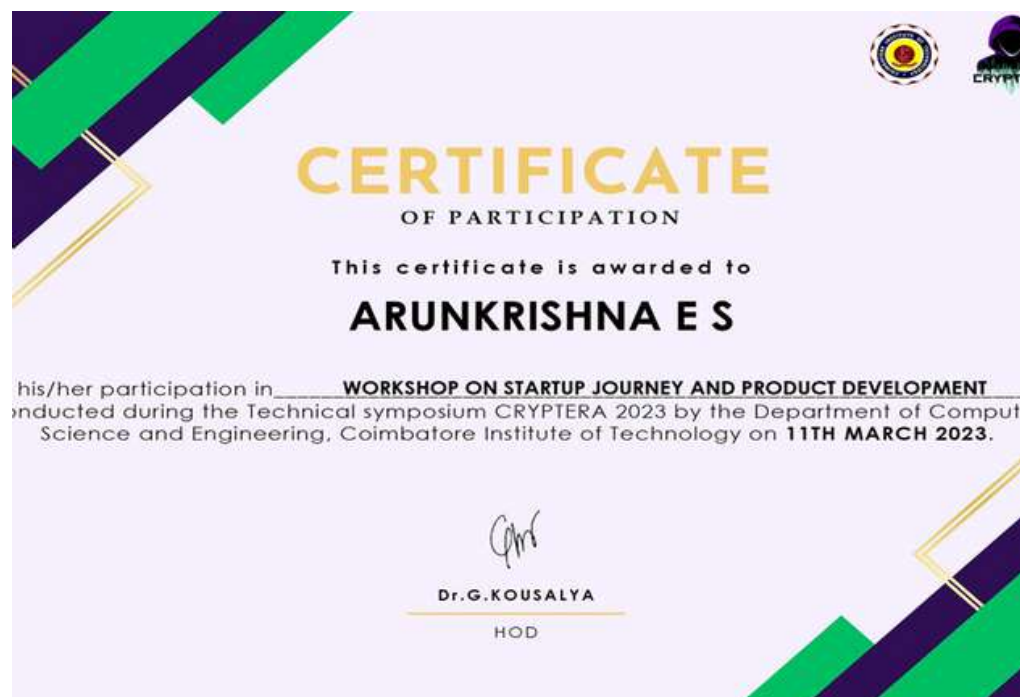 CERTIFICATE
OF PARTICIPATION
This certificate is awarded to
ARUNKRISHNA E S
his/her participation in WORKSHOP ON STARTUP JOURNEY AND PRODUCT DEVELOPMENT
onducted during the Technical symposium CRYPTERA 2023 by the Department of Comput
Science and Engineering, Coimbatore Institute of Technology on 11TH MARCH 2023.
Dr.G.KOUSALYA
HOD